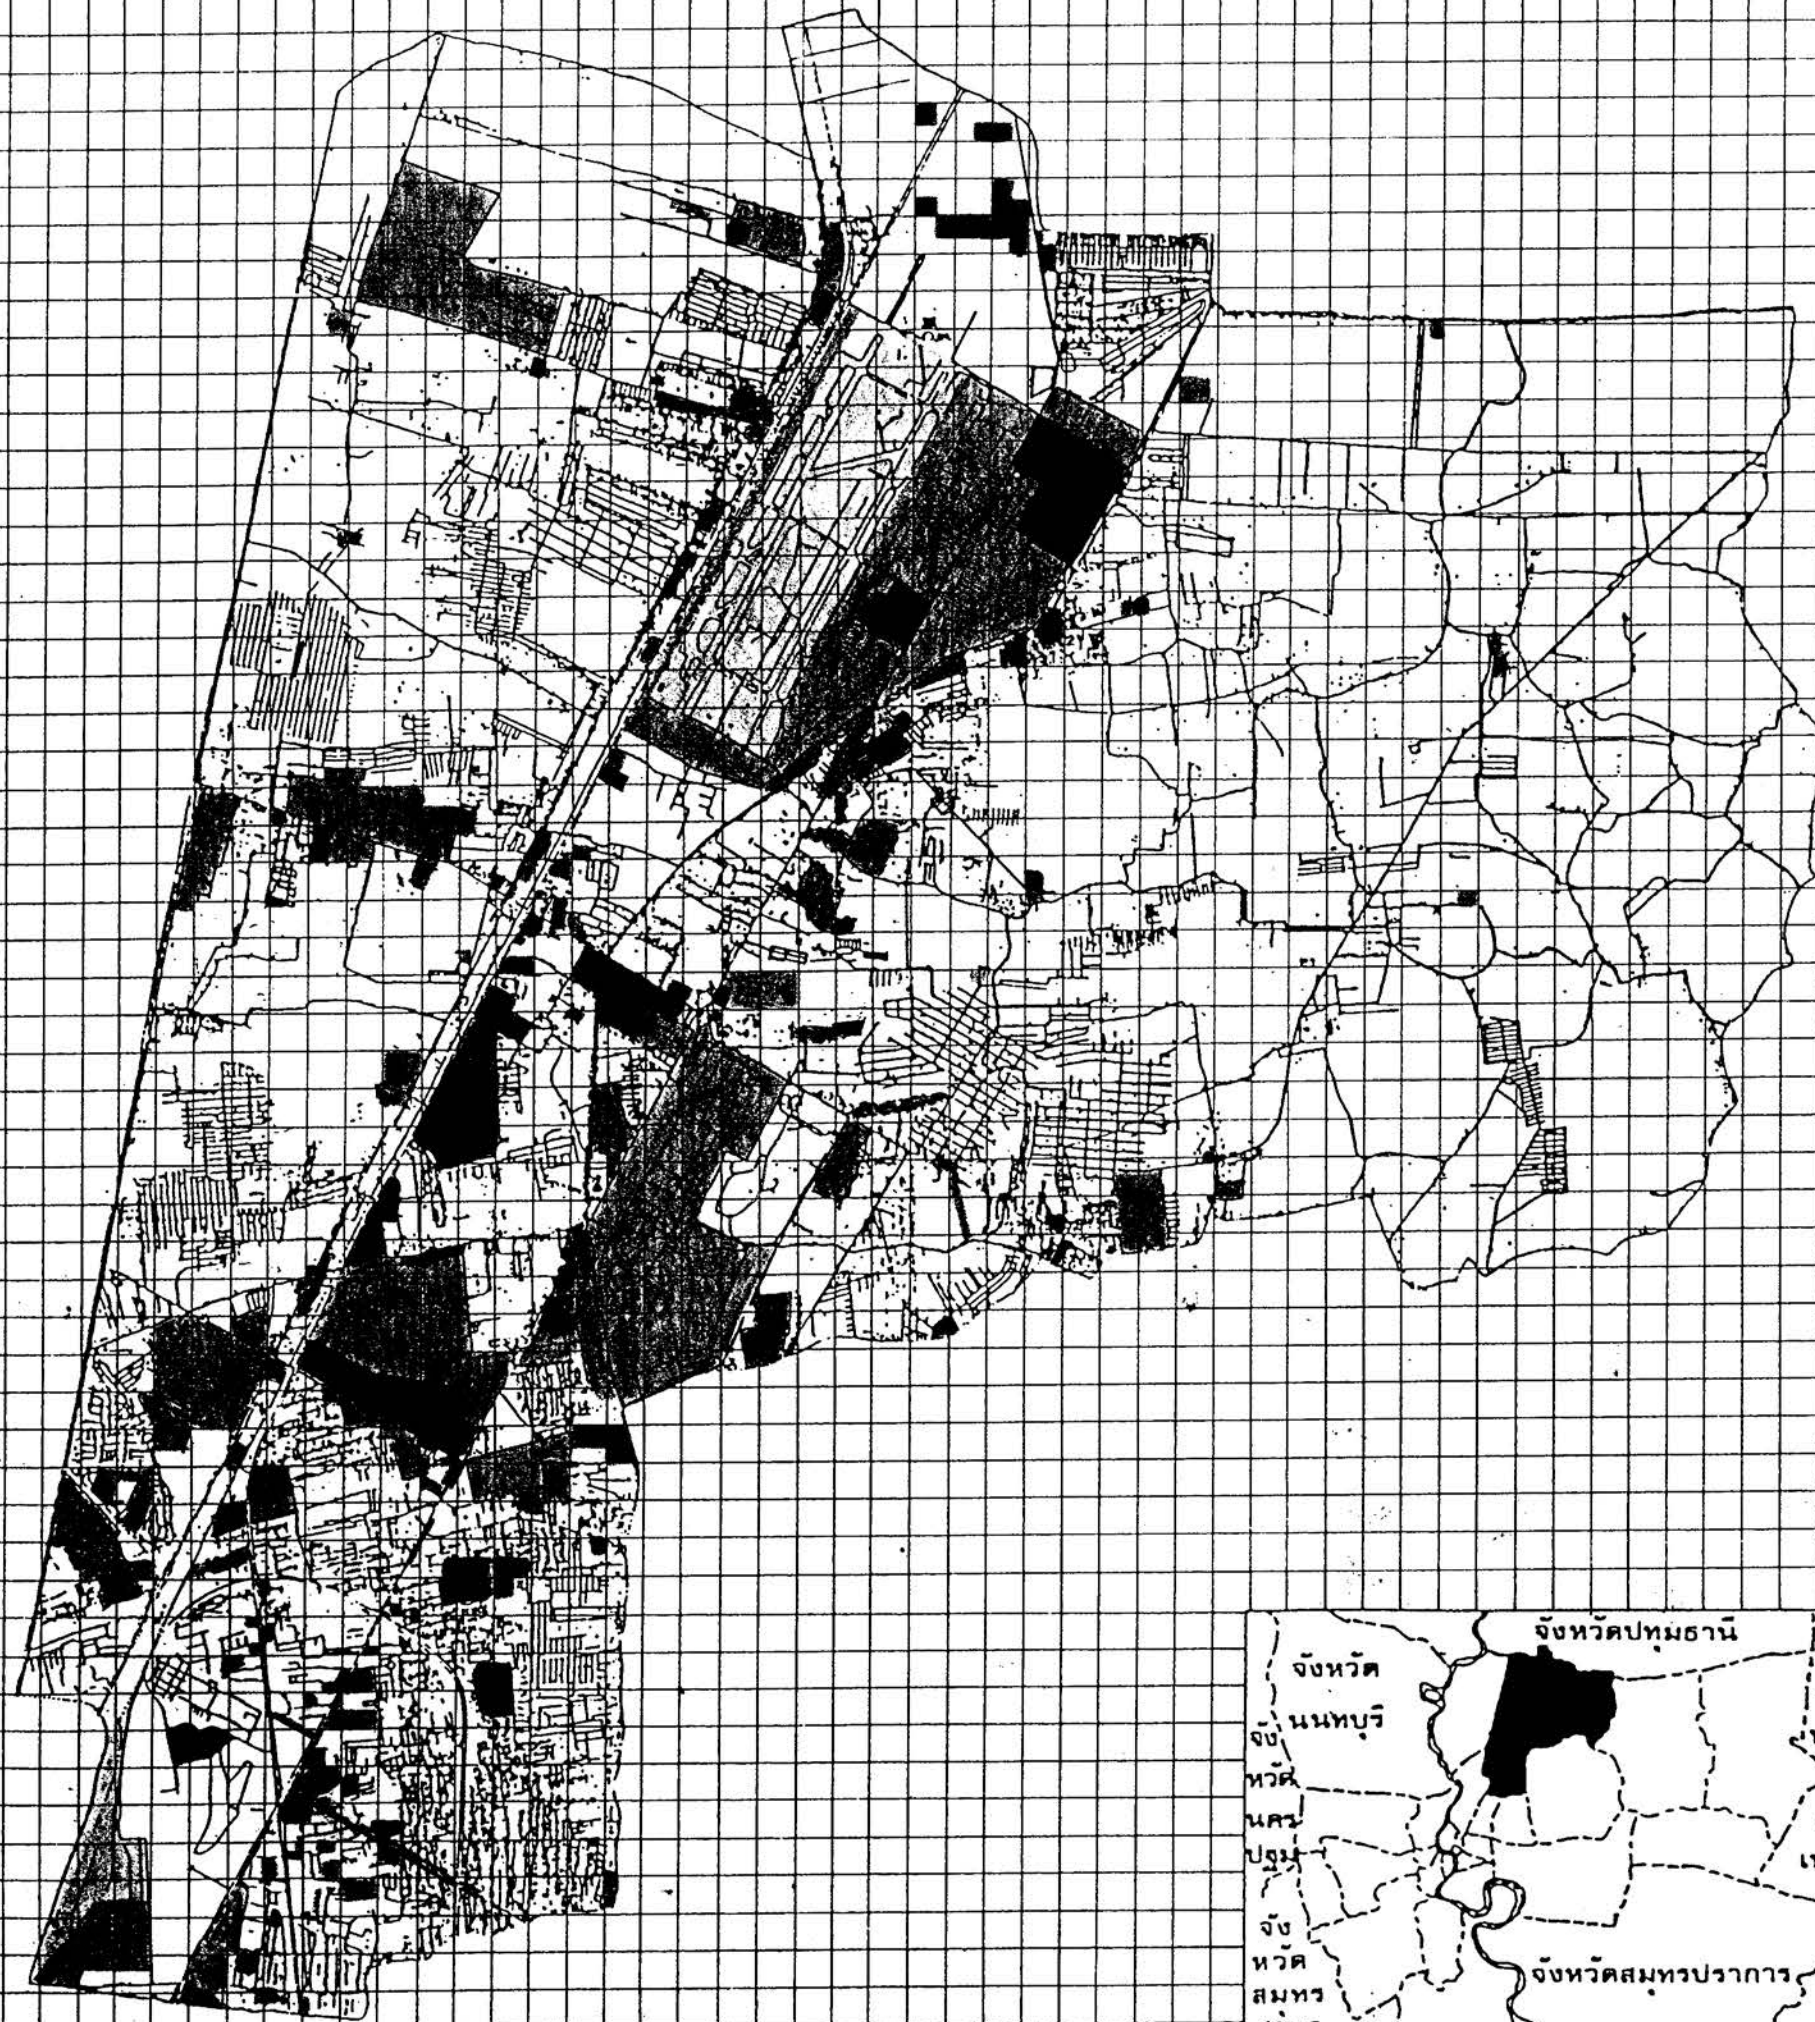 จังหวัดปทุมธานี
จังหวัด
นนทบุรี
จัง
หวัด
นคร
ปฐม
จัง
หวัด
สมุทร
จังหวัดสมุทรปราการ